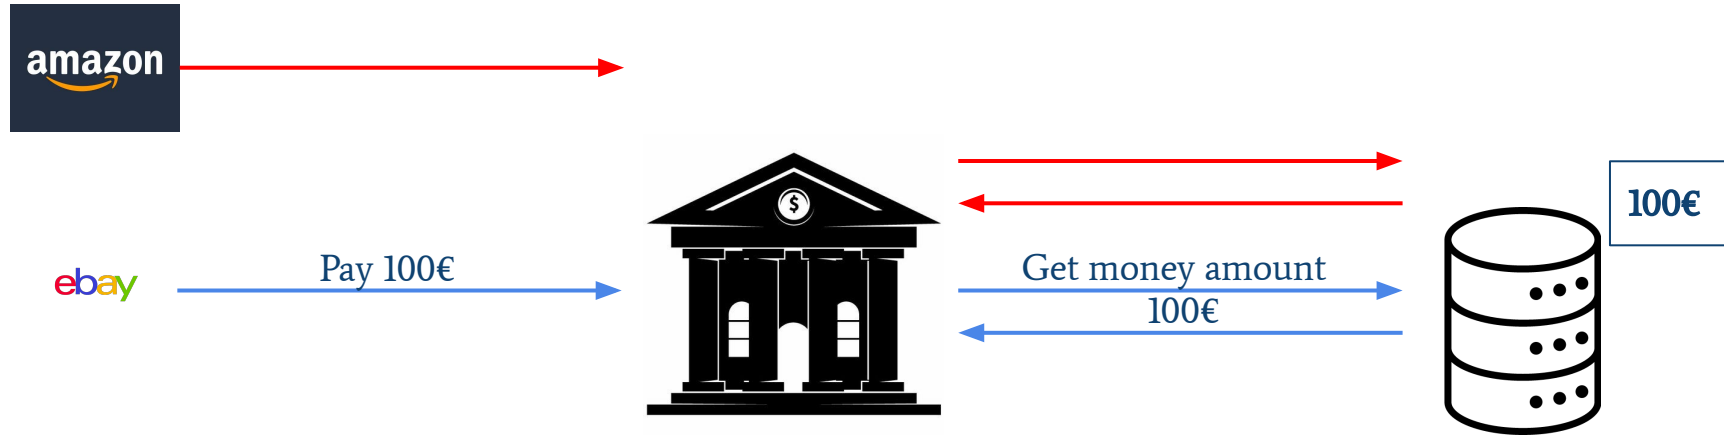 amazon
$
100€
ebay
Pay 100€
Get money amount
100€